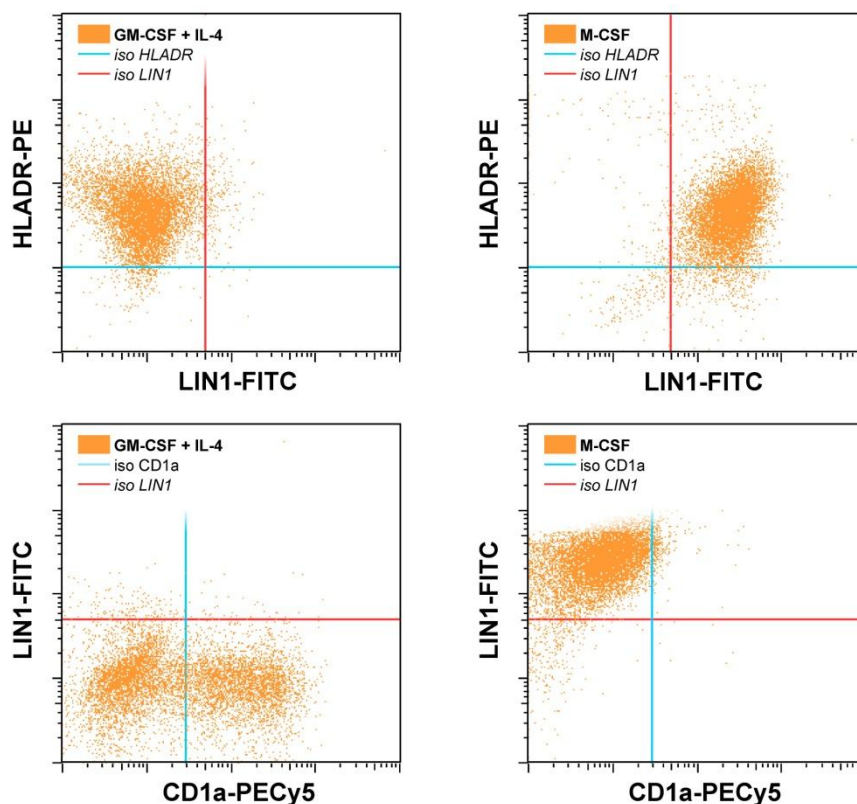 GM-CSF + IL-4
iso HLADR
iso LIN1
HLADR-PE
LIN1-FITC
M-CSF
iso HLADR
iso LIN1
HLADR-PE
LIN1-FITC
GM-CSF + IL-4
iso CD1a
iso LIN1
LIN1-FITC
CD1a-PECy5
M-CSF
iso CD1a
iso LIN1
LIN1-FITC
CD1a-PECy5